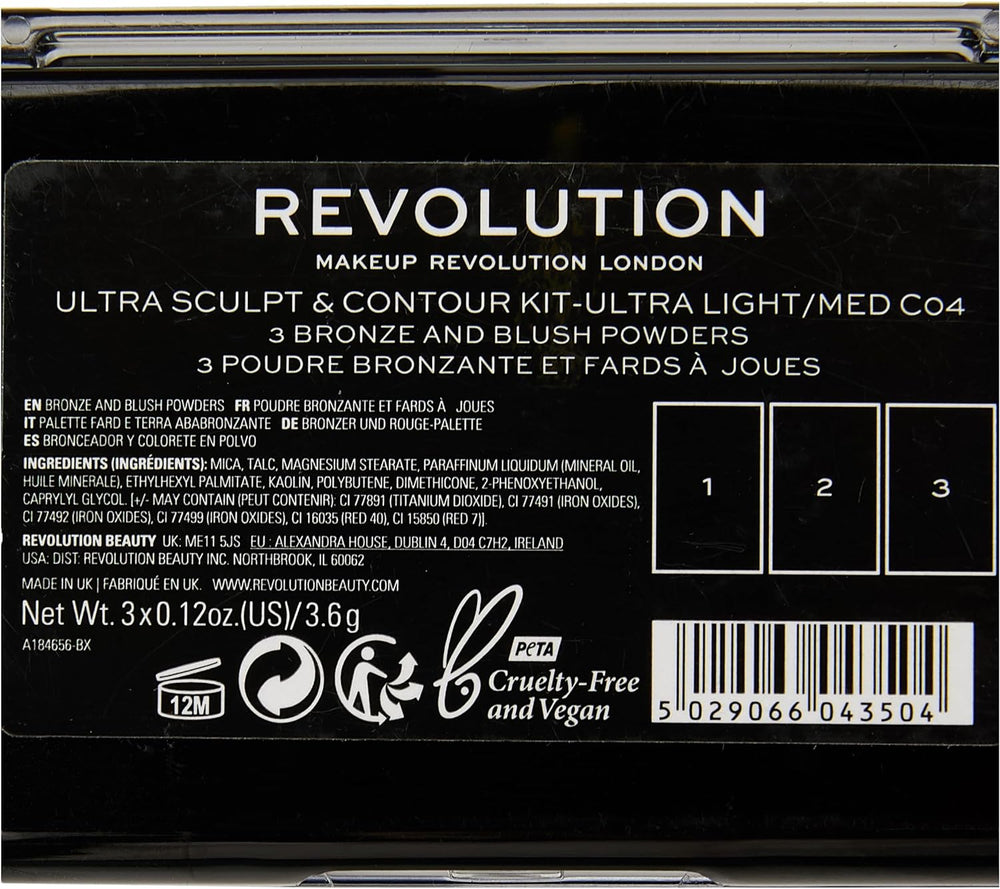 REVOLUTION
MAKEUP REVOLUTION LONDON
ULTRA SCULPT & CONTOUR KIT-ULTRA LIGHT/MED C04
3 BRONZE AND BLUSH POWDERS
3 POUDRE BRONZANTE ET FARDS À JOUES
EN BRONZE AND BLUSH POWDERS FR POUDRE BRONZANTE ET FARDS À JOUES
IT PALETTE FARD E TERRA ABABRONZANTE DE BRONZER UND ROUGE-PALETTE
ES BRONCEADOR Y COLORETE EN POLVO
INGREDIENTS (INGRÉDIENTS): MICA, TALC, MAGNESIUM STEARATE, PARAFFINUM LIQUIDUM (MINERAL OIL,
HUILE MINERALE), ETHYLHEXYL PALMITATE, KAOLIN, POLYBUTENE, DIMETHICONE, 2-PHENOXYETHANOL,
CAPRYLYL GLYCOL. [+/- MAY CONTAIN (PEUT CONTENIR): CI 77891 (TITANIUM DIOXIDE), CI 77491 (IRON OXIDES),
CI 77492 (IRON OXIDES), CI 77499 (IRON OXIDES), CI 16035 (RED 40), CI 15850 (RED 7)].
REVOLUTION BEAUTY UK: ME11 5JS EU : ALEXANDRA HOUSE, DUBLIN 4, D04 C7H2, IRELAND
USA: DIST: REVOLUTION BEAUTY INC. NORTHBROOK, IL 60062
MADE IN UK | FABRIQUÉ EN UK. WWW.REVOLUTIONBEAUTY.COM
Net Wt. 3x0.12oz.(US)/3.6g
A184656-BX
1 2 3
12M
PETA
Cruelty-Free
and Vegan
5 029066 043504